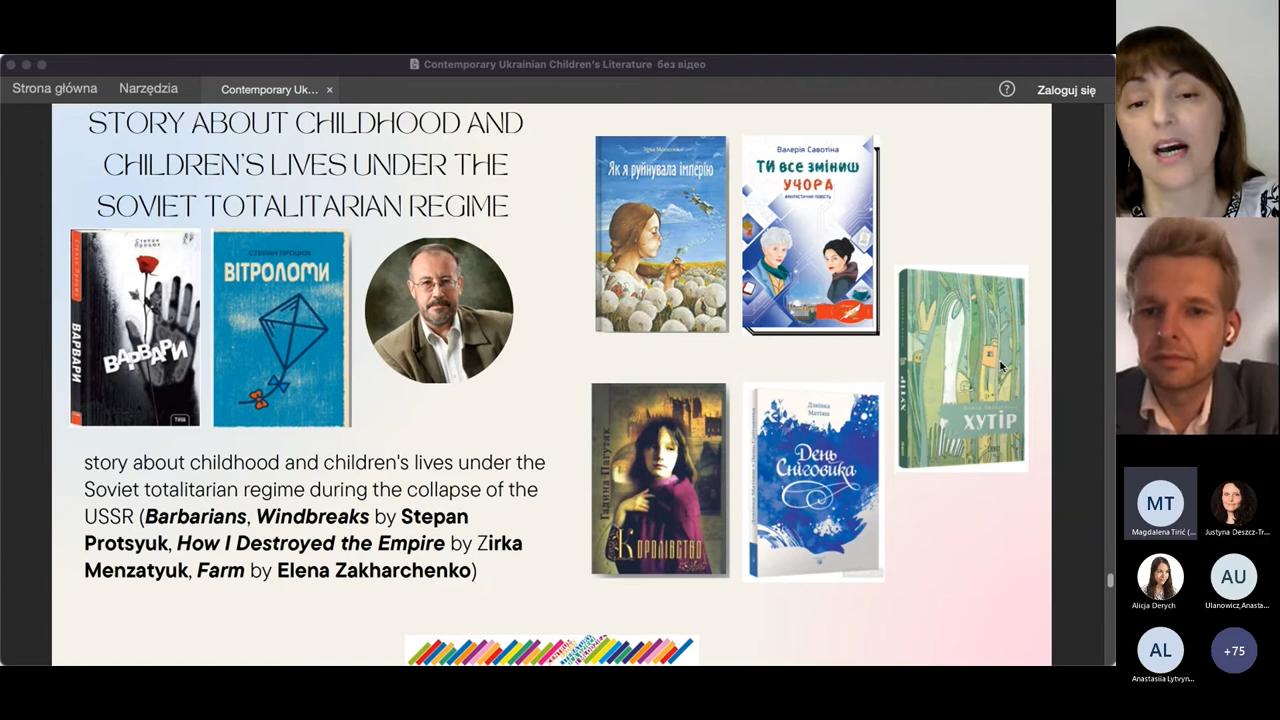 Contemporary Ukrainian Children's Literature без відео
Strona główna
Narzędzia
Contemporary Uk... ×
?
Zaloguj się
STORY ABOUT CHILDHOOD AND
CHILDREN'S LIVES UNDER THE
SOVIET TOTALITARIAN REGIME
Степан
Процюк
ВАРВАРИ
ВАРВАРИ
СТЕПАН ПРОЦЮК
ВІТРОЛОМИ
Як я руйнувала імперію
Валерія Савотіна
ТИ все зміниш
УЧОРА
ФАНТАСТИЧНА ПОВІСТЬ
ХУТІР
ХУТІР
Галина Пагутяк
Королівство
Дзвінка
Матіяш
День
Сніговика
story about childhood and children's lives under the
Soviet totalitarian regime during the collapse of the
USSR (Barbarians, Windbreaks by Stepan
Protsyuk, How I Destroyed the Empire by Zirka
Menzatyuk, Farm by Elena Zakharchenko)
MT
Magdalena Tirić (...
Justyna Deszcz-Tr...
Alicja Derych
AU
Ulanowicz,Anasta...
AL
Anastasiia Lytvyn...
+75